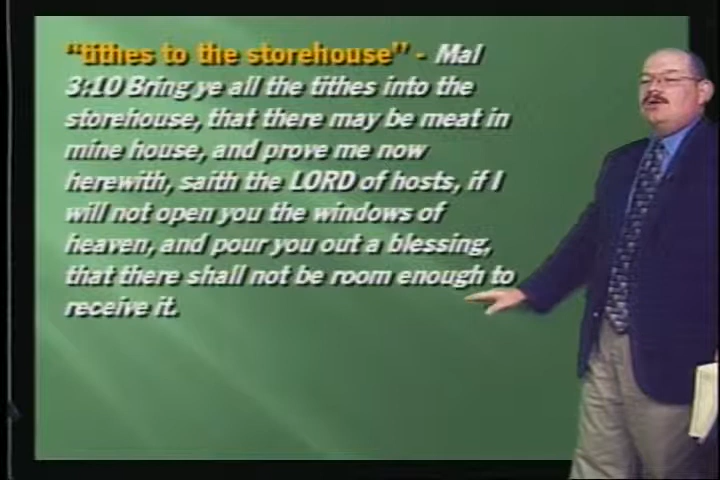 "tithes to the storehouse" - Mal
3:10 Bring ye all the tithes into the
storehouse, that there may be meat in
mine house, and prove me now
herewith, saith the LORD of hosts, if I
will not open you the windows of
heaven, and pour you out a blessing,
that there shall not be room enough to
receive it.